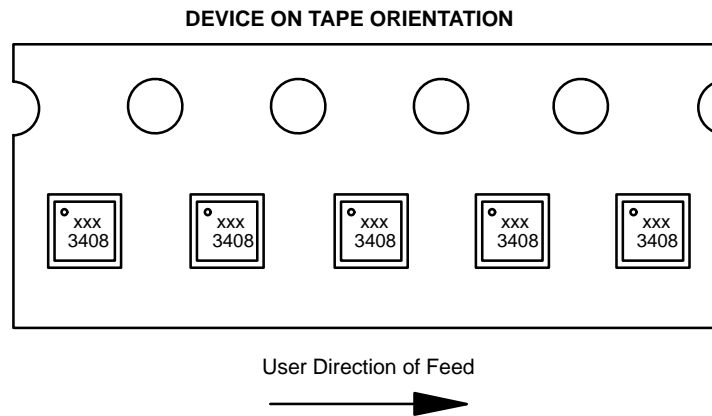 DEVICE ON TAPE ORIENTATION
xxx xxx xxx xxx xxx
3408 3408 3408 3408 3408
User Direction of Feed